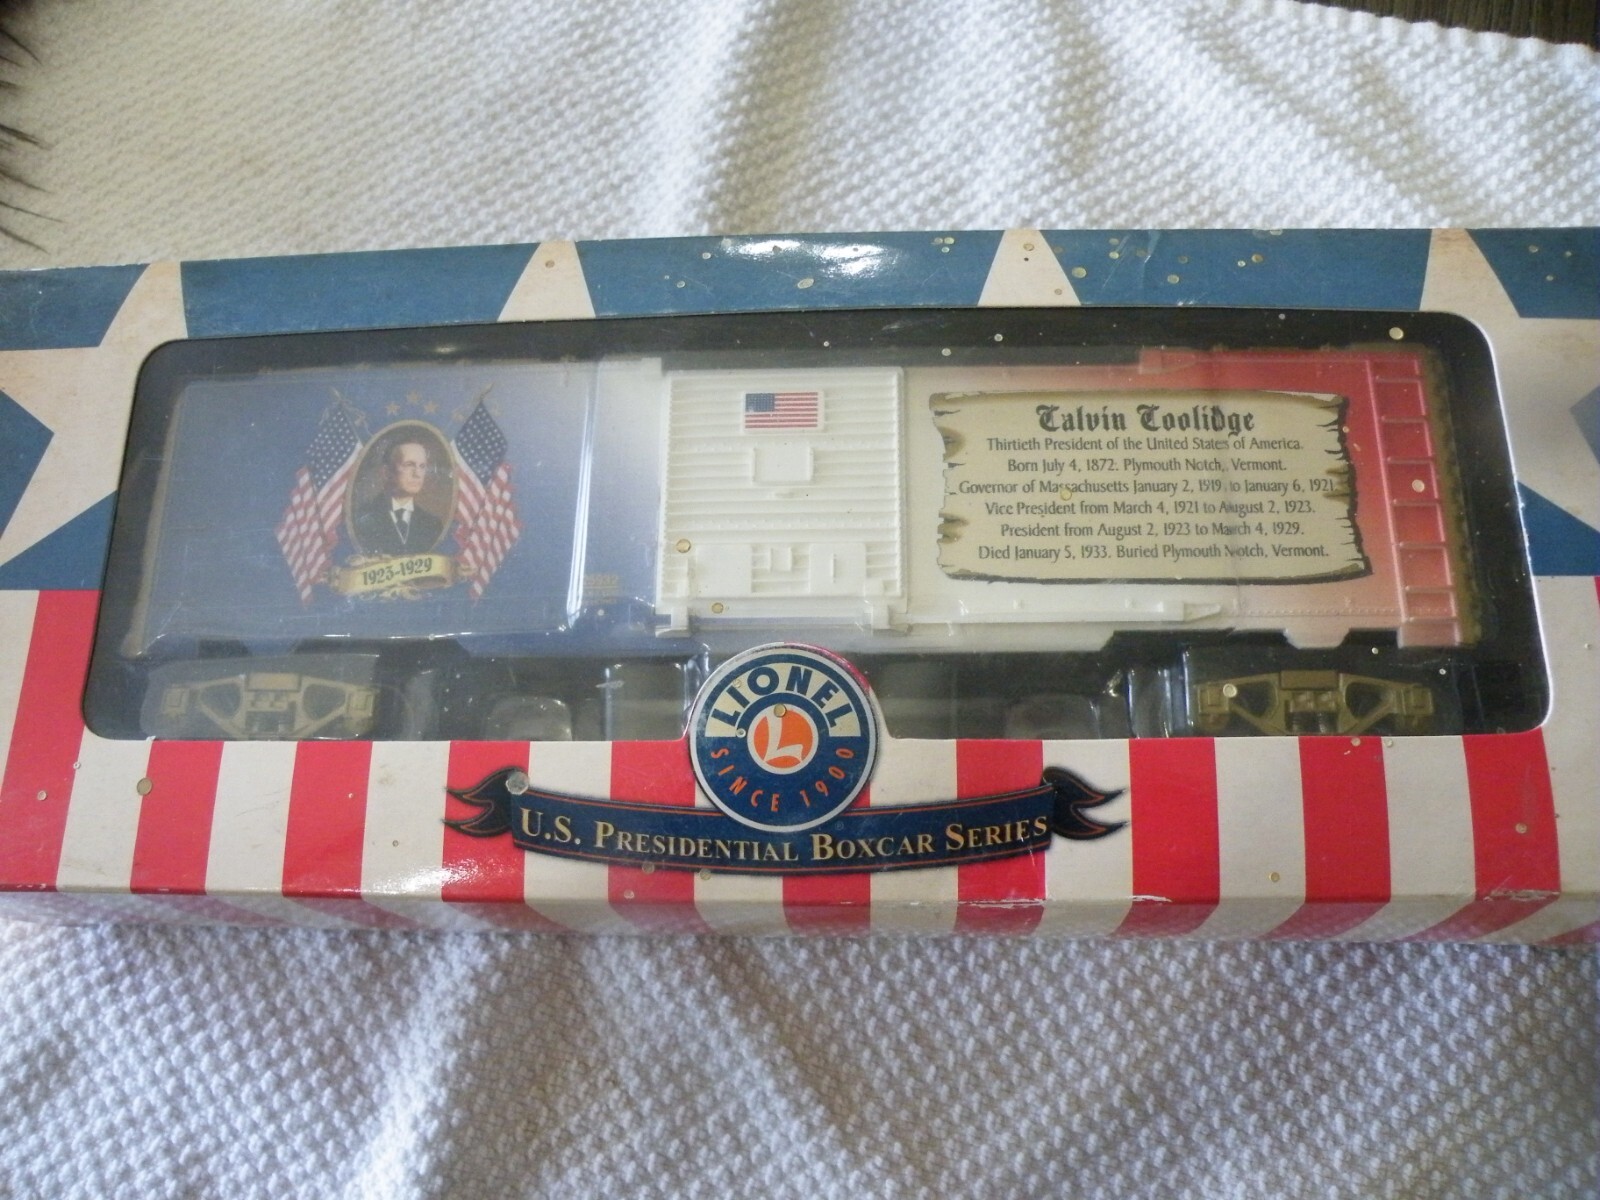 Calvin Coolidge
Thirtieth President of the United States of America.
Born July 4, 1872. Plymouth Notch, Vermont.
Governor of Massachusetts January 2, 1919 to January 6, 1921.
Vice President from March 4, 1921 to August 2, 1923.
President from August 2, 1923 to March 4, 1929.
Died January 5, 1933. Buried Plymouth Notch, Vermont.
1923-1929
LIONEL
L
SINCE 1900
U.S. PRESIDENTIAL BOXCAR SERIES